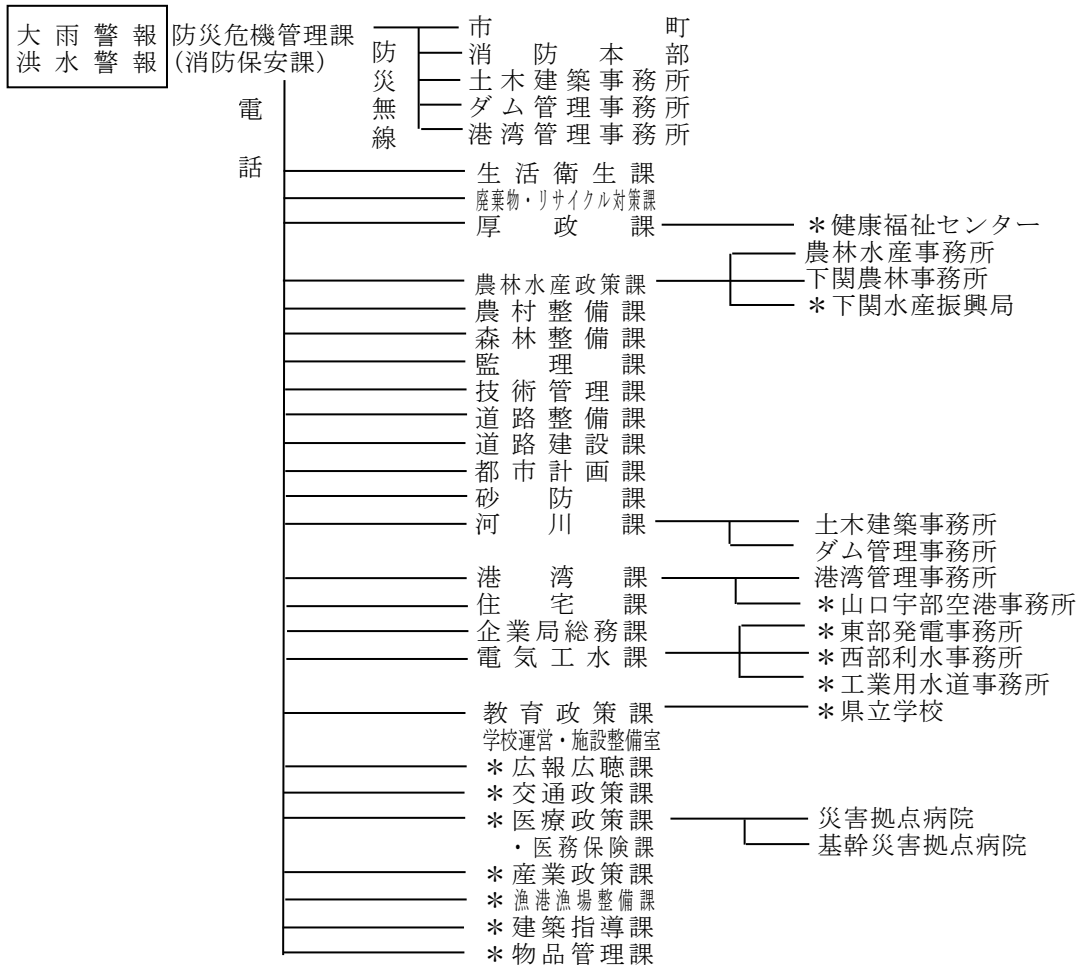 大雨警報 防災危機管理課
洪水警報 (消防保安課)
防災無線
市町
消防本部
土木建築事務所
ダム管理事務所
港湾管理事務所
電話
生活衛生課
廃棄物・リサイクル対策課
厚政課 ＊健康福祉センター
農林水産事務所
農林水産政策課 下関農林事務所
＊下関水産振興局
農村整備課
森林整備課
監理課
技術管理課
道路整備課
道路建設課
都市計画課
砂防課
河川課 土木建築事務所
ダム管理事務所
港湾課 港湾管理事務所
住宅課 ＊山口宇部空港事務所
企業局総務課 ＊東部発電事務所
電気工水課 ＊西部利水事務所
＊工業用水道事務所
教育政策課 ＊県立学校
学校運営・施設整備室
＊広報広聴課
＊交通政策課
＊医療政策課 災害拠点病院
・医務保険課 基幹災害拠点病院
＊産業政策課
＊漁港漁場整備課
＊建築指導課
＊物品管理課